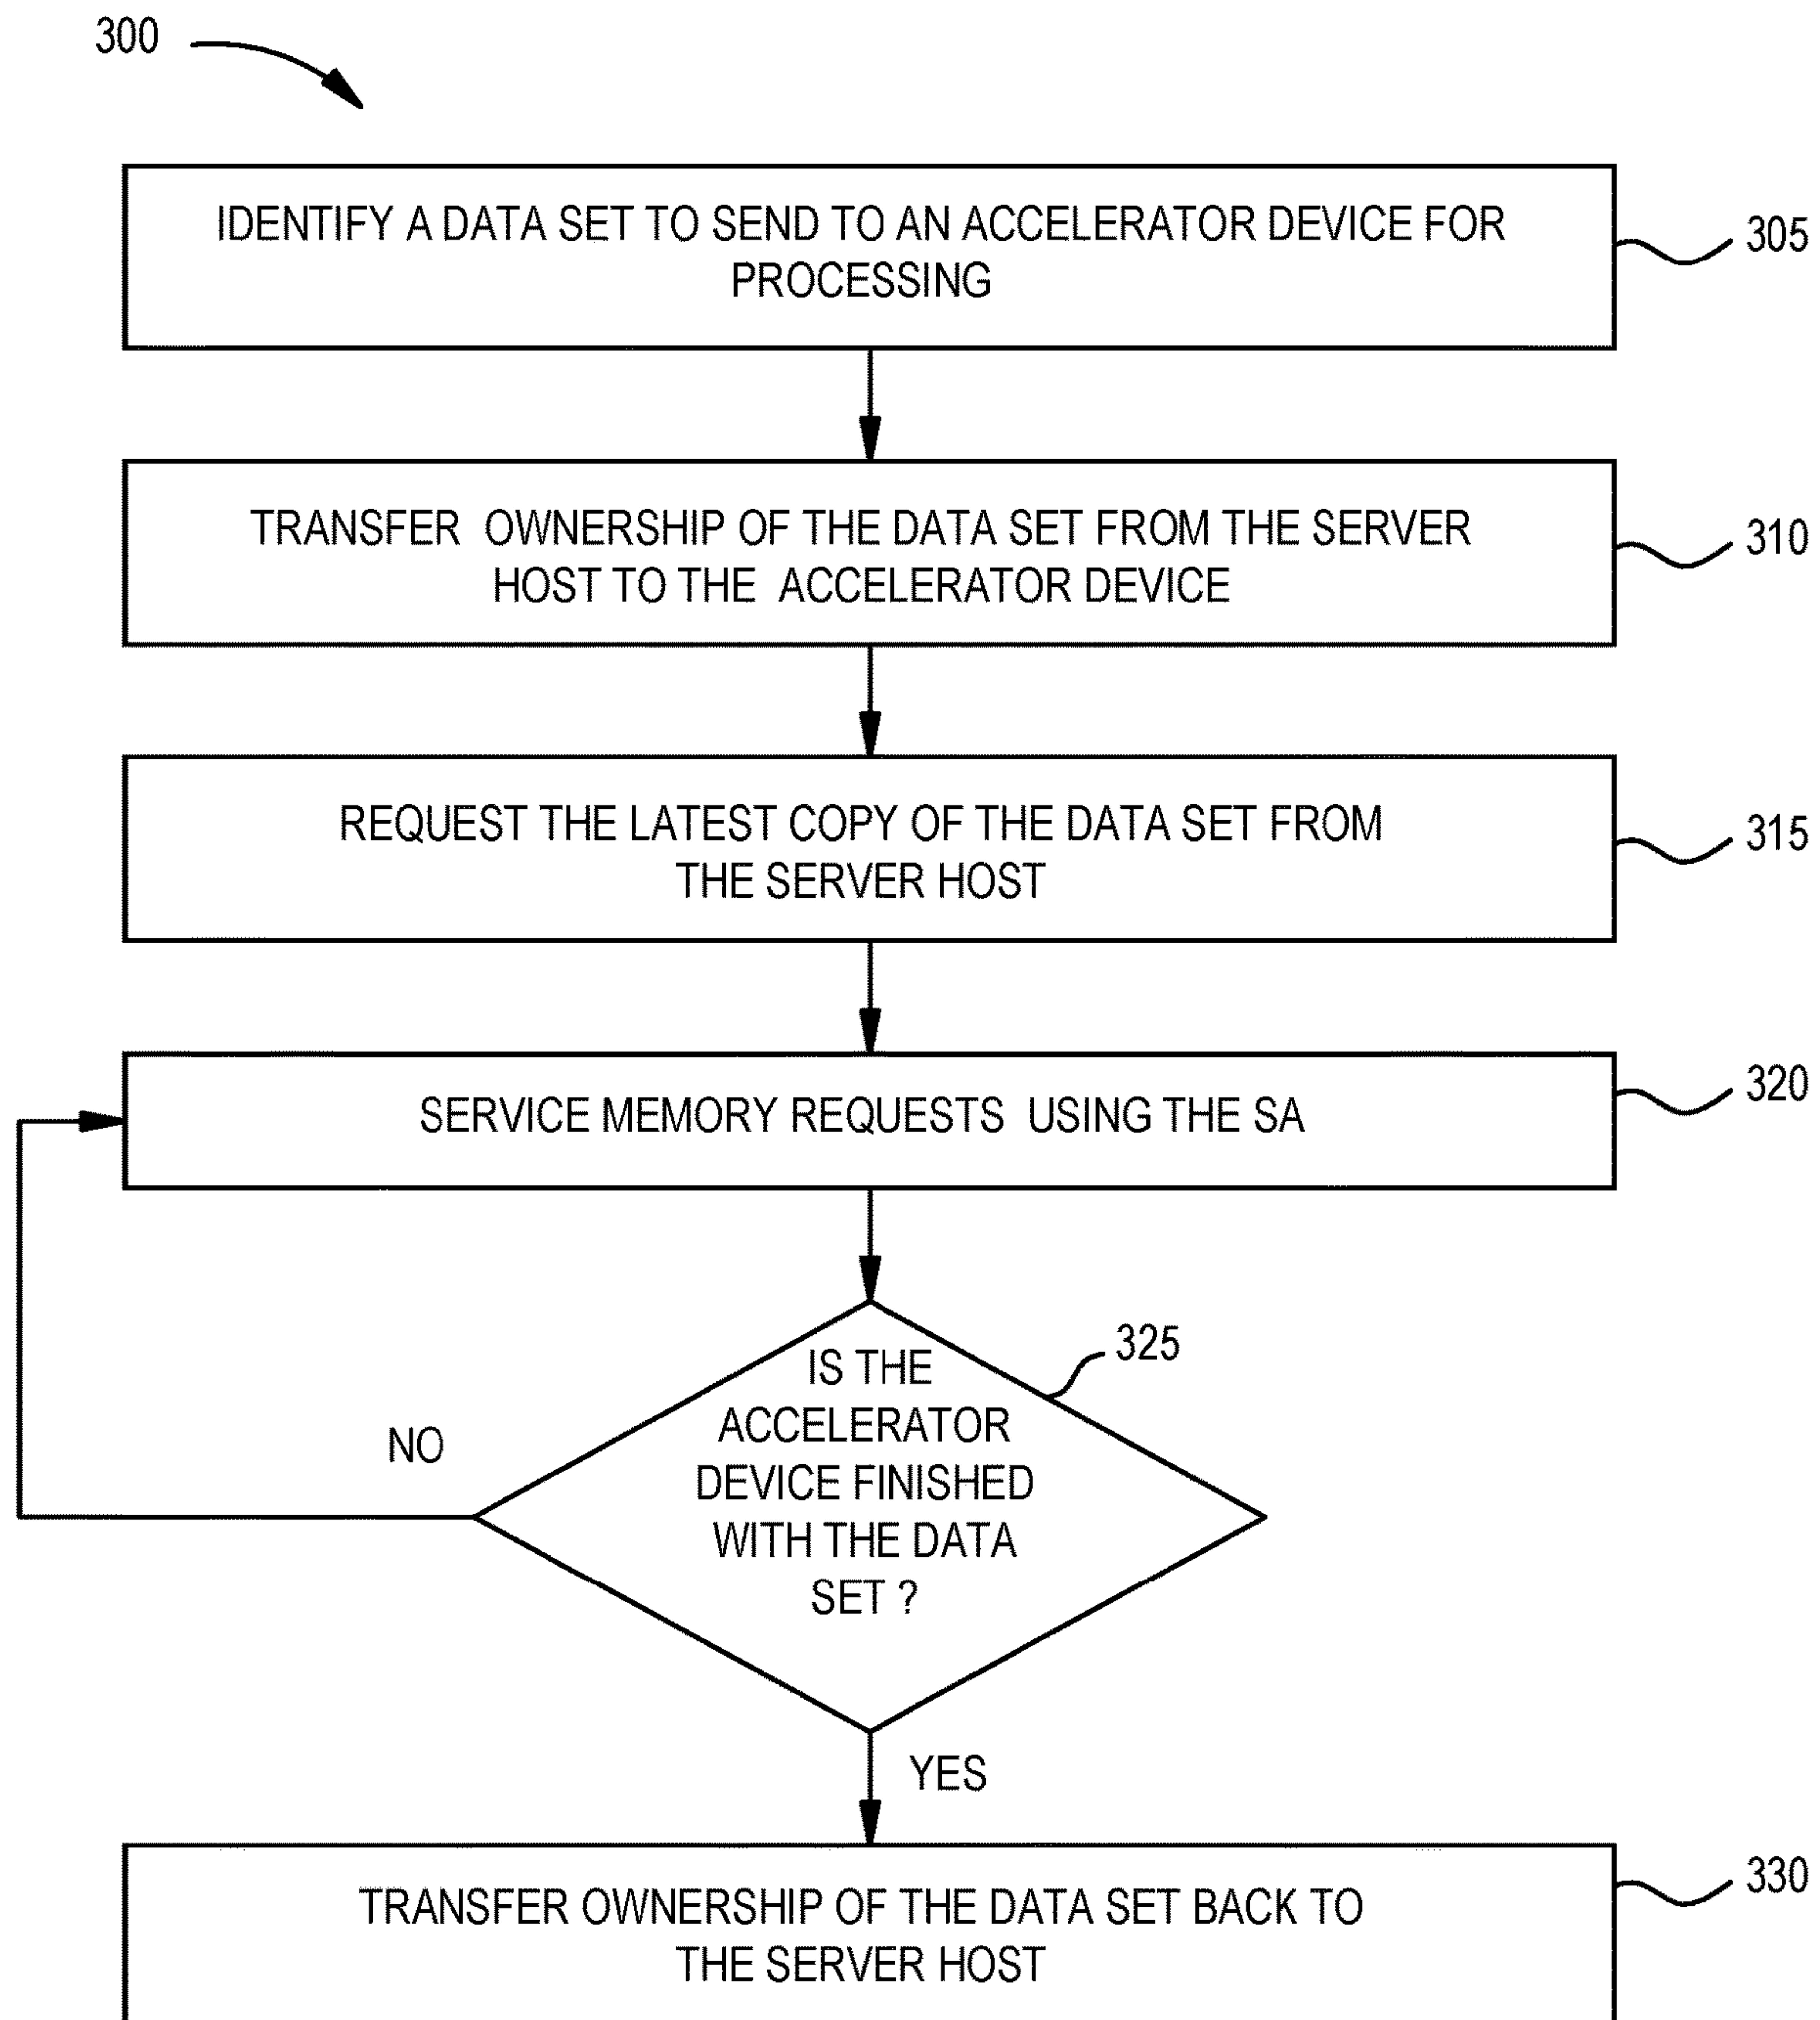 300
IDENTIFY A DATA SET TO SEND TO AN ACCELERATOR DEVICE FOR
PROCESSING
305
TRANSFER OWNERSHIP OF THE DATA SET FROM THE SERVER
HOST TO THE ACCELERATOR DEVICE
310
REQUEST THE LATEST COPY OF THE DATA SET FROM
THE SERVER HOST
315
SERVICE MEMORY REQUESTS USING THE SA
320
IS THE
ACCELERATOR
DEVICE FINISHED
WITH THE DATA
SET ?
325
NO
YES
TRANSFER OWNERSHIP OF THE DATA SET BACK TO
THE SERVER HOST
330